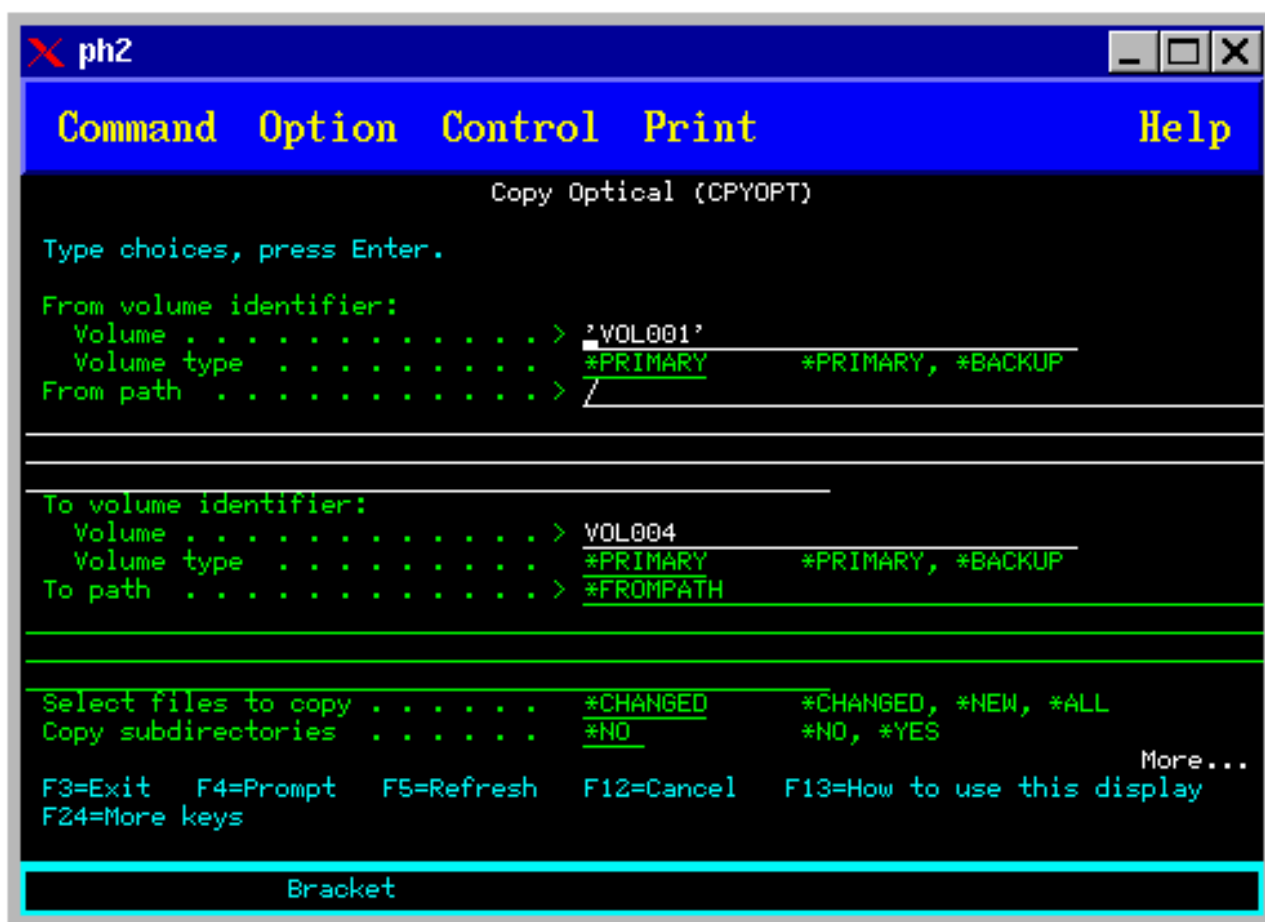 ph2
Command Option Control Print Help
Copy Optical (CPYOPT)
Type choices, press Enter.
From volume identifier:
Volume . . . . . . . . . . . . > 'VOL001'
Volume type . . . . . . . . . *PRIMARY *PRIMARY, *BACKUP
From path . . . . . . . . . . . > /
To volume identifier:
Volume . . . . . . . . . . . . > VOL004
Volume type . . . . . . . . . *PRIMARY *PRIMARY, *BACKUP
To path . . . . . . . . . . . . > *FROMPATH
Select files to copy . . . . . . *CHANGED *CHANGED, *NEW, *ALL
Copy subdirectories . . . . . . *NO *NO, *YES
More...
F3=Exit F4=Prompt F5=Refresh F12=Cancel F13=How to use this display
F24=More keys
Bracket